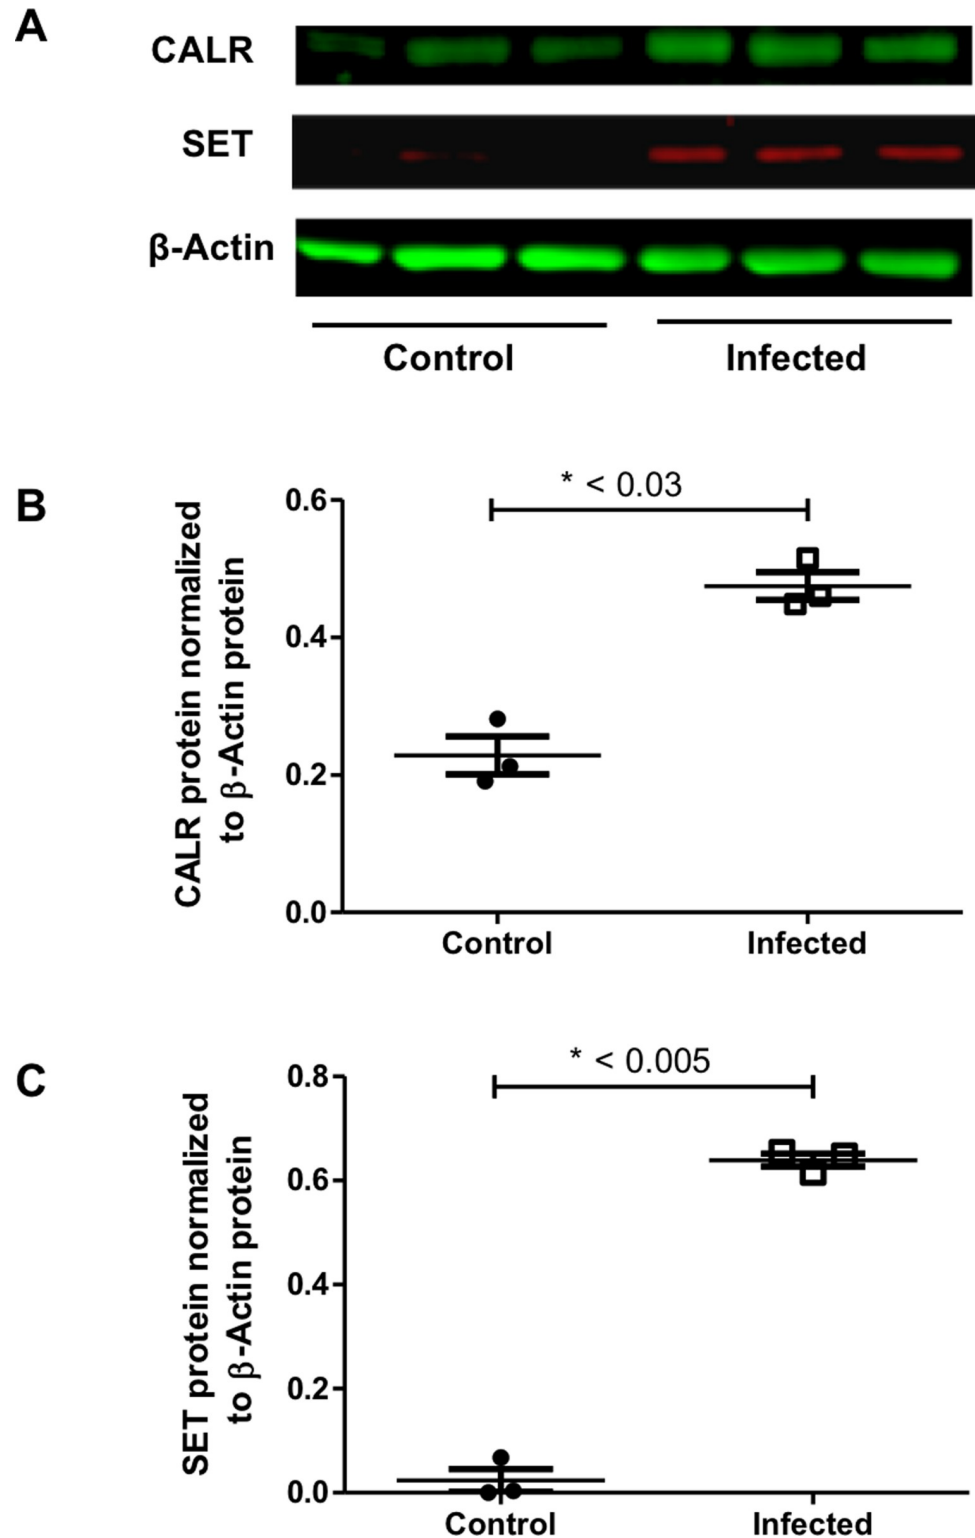 A
CALR
SET
β-Actin
Control
Infected
B
* < 0.03
CALR protein normalized
to β-Actin protein
0.6
0.4
0.2
0.0
Control
Infected
C
* < 0.005
SET protein normalized
to β-Actin protein
0.8
0.6
0.4
0.2
0.0
Control
Infected